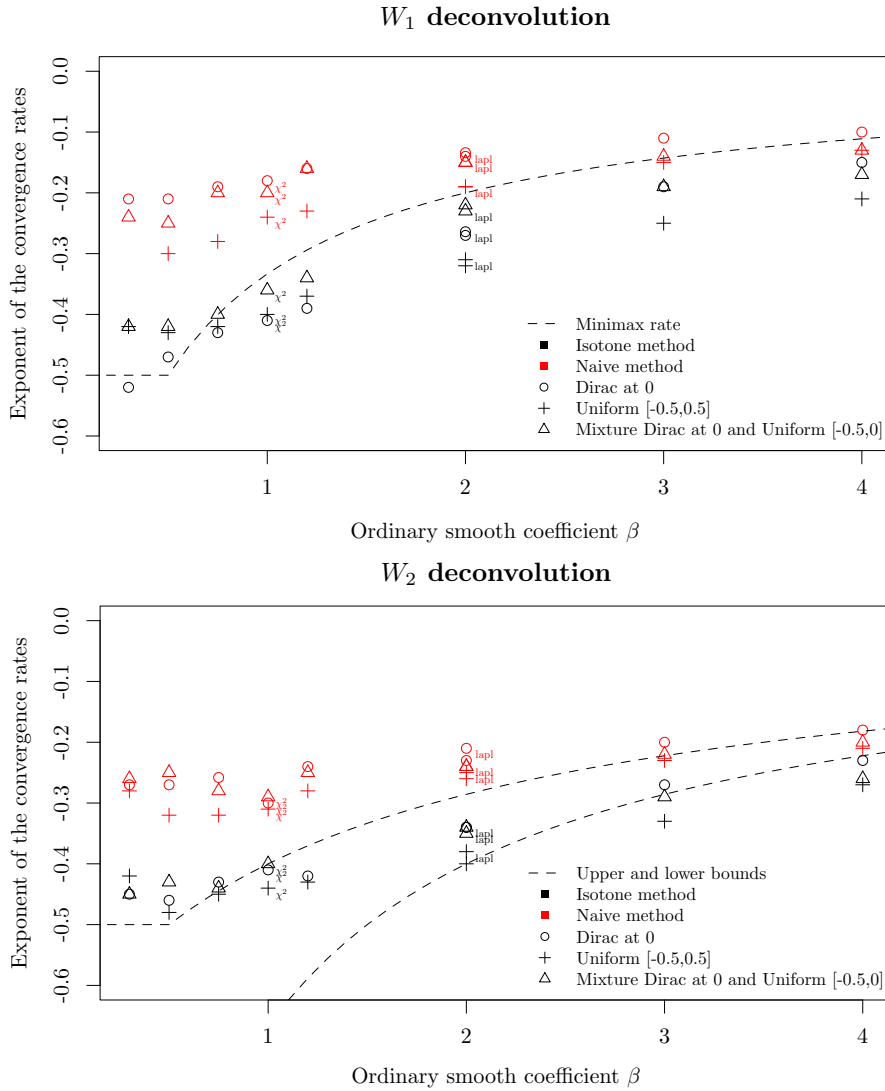 W₁ deconvolution
Exponent of the convergence rates
0.0
-0.1
-0.2
-0.3
-0.4
-0.5
-0.6
χ²
χ²
χ²
χ²
χ²
χ²
lapl
lapl
lapl
lapl
lapl
lapl
Minimax rate
Isotone method
Naive method
Dirac at 0
Uniform [-0.5,0.5]
Mixture Dirac at 0 and Uniform [-0.5,0]
1 2 3 4
Ordinary smooth coefficient β
W₂ deconvolution
Exponent of the convergence rates
0.0
-0.1
-0.2
-0.3
-0.4
-0.5
-0.6
χ²
χ²
χ²
χ²
χ²
χ²
lapl
lapl
lapl
lapl
lapl
lapl
Upper and lower bounds
Isotone method
Naive method
Dirac at 0
Uniform [-0.5,0.5]
Mixture Dirac at 0 and Uniform [-0.5,0]
1 2 3 4
Ordinary smooth coefficient β